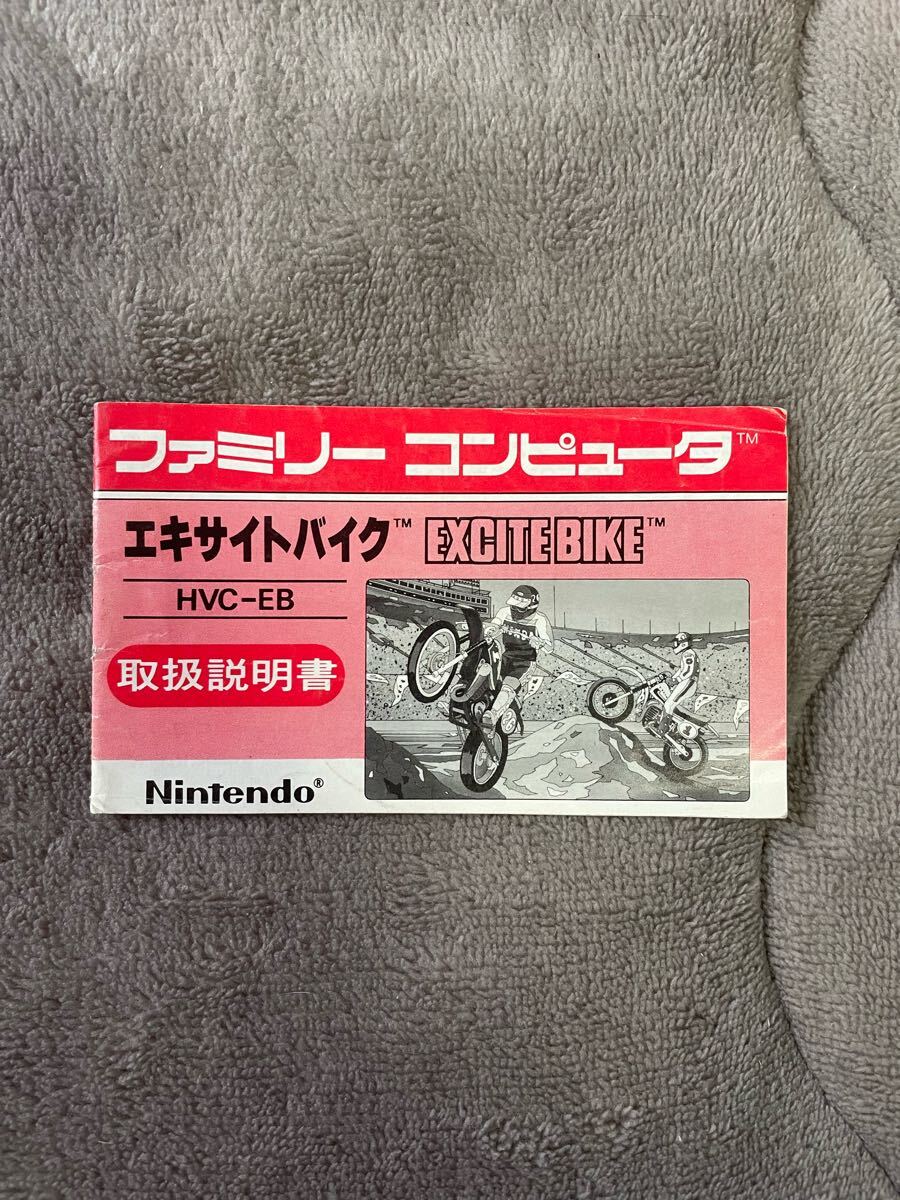 ファミリー コンピュータ™
エキサイトバイク™ EXCITEBIKE™
HVC-EB
取扱説明書
Nintendo®